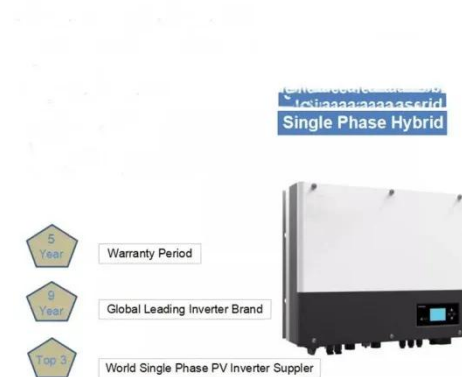 Single Phase Hybrid
5
Year
Warranty Period
9
Year
Global Leading Inverter Brand
Top 3
World Single Phase PV Inverter Suppler